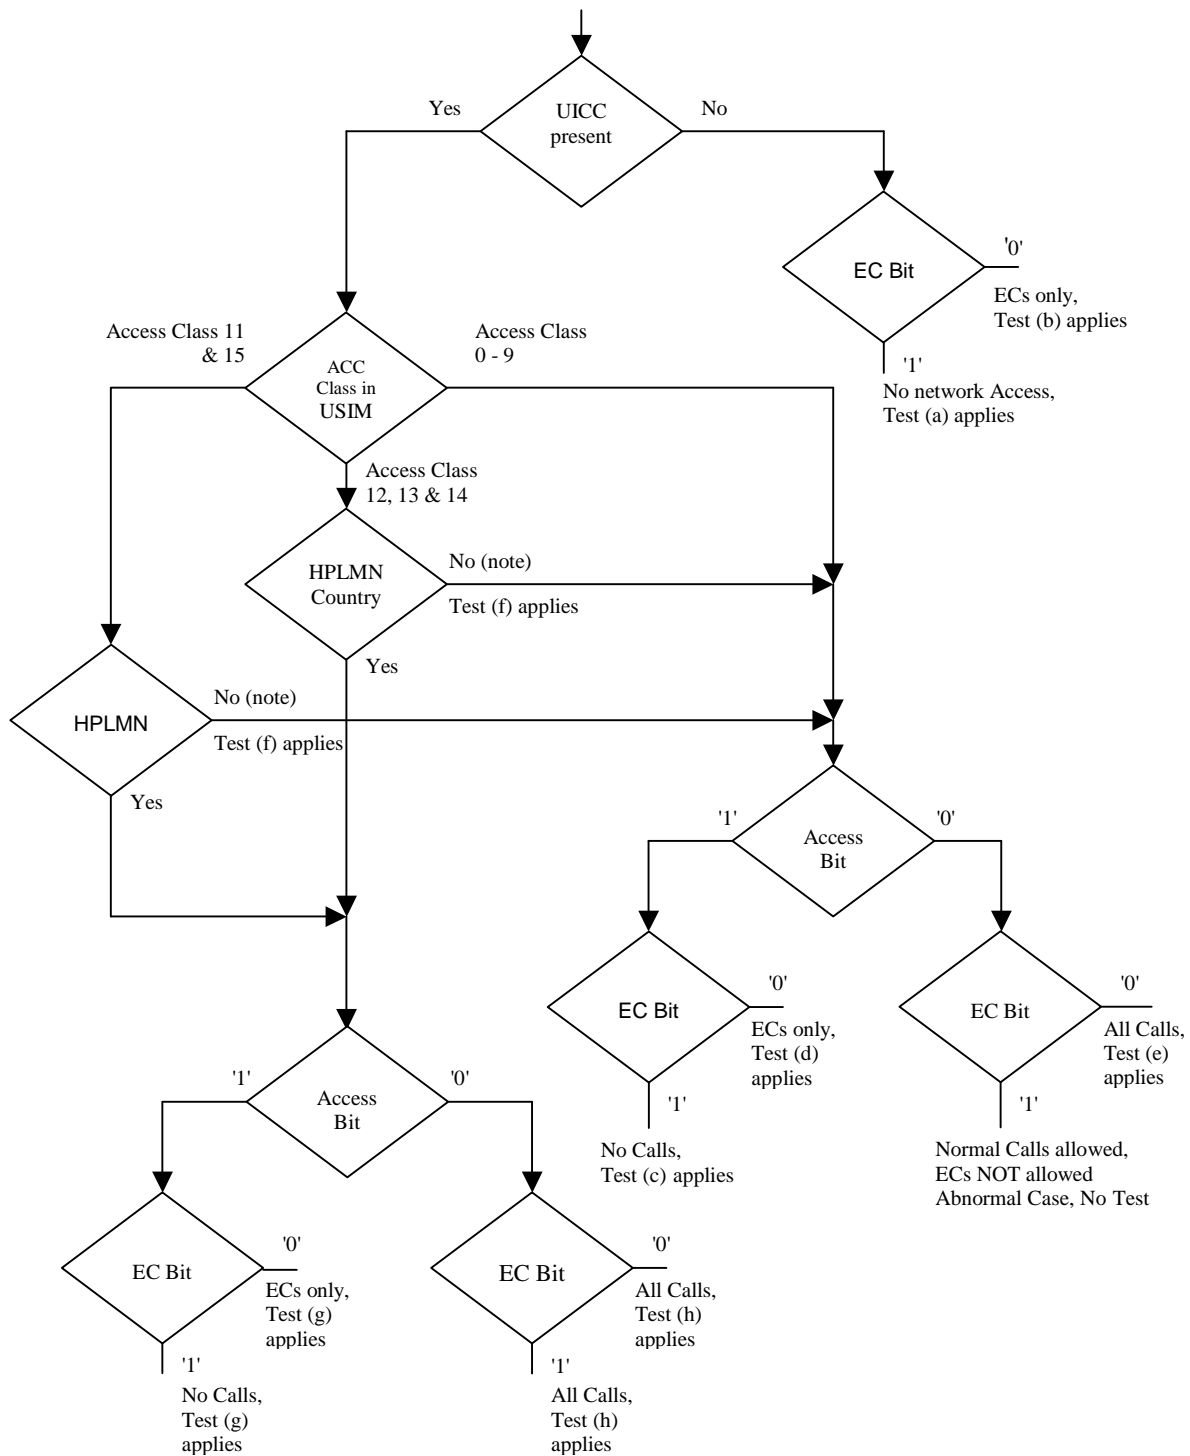 Yes
UICC
present
No
EC Bit
'0'
ECs only,
Test (b) applies
'1'
No network Access,
Test (a) applies
Access Class 11
& 15
ACC
Class in
USIM
Access Class
0 - 9
Access Class
12, 13 & 14
HPLMN
Country
No (note)
Test (f) applies
Yes
HPLMN
No (note)
Test (f) applies
Yes
'1'
Access
Bit
'0'
EC Bit
'0'
ECs only,
Test (d)
applies
'1'
No Calls,
Test (c) applies
EC Bit
'0'
All Calls,
Test (e)
applies
'1'
Normal Calls allowed,
ECs NOT allowed
Abnormal Case, No Test
'1'
Access
Bit
'0'
EC Bit
'0'
ECs only,
Test (g)
applies
'1'
No Calls,
Test (g)
applies
EC Bit
'0'
All Calls,
Test (h)
applies
'1'
All Calls,
Test (h)
applies